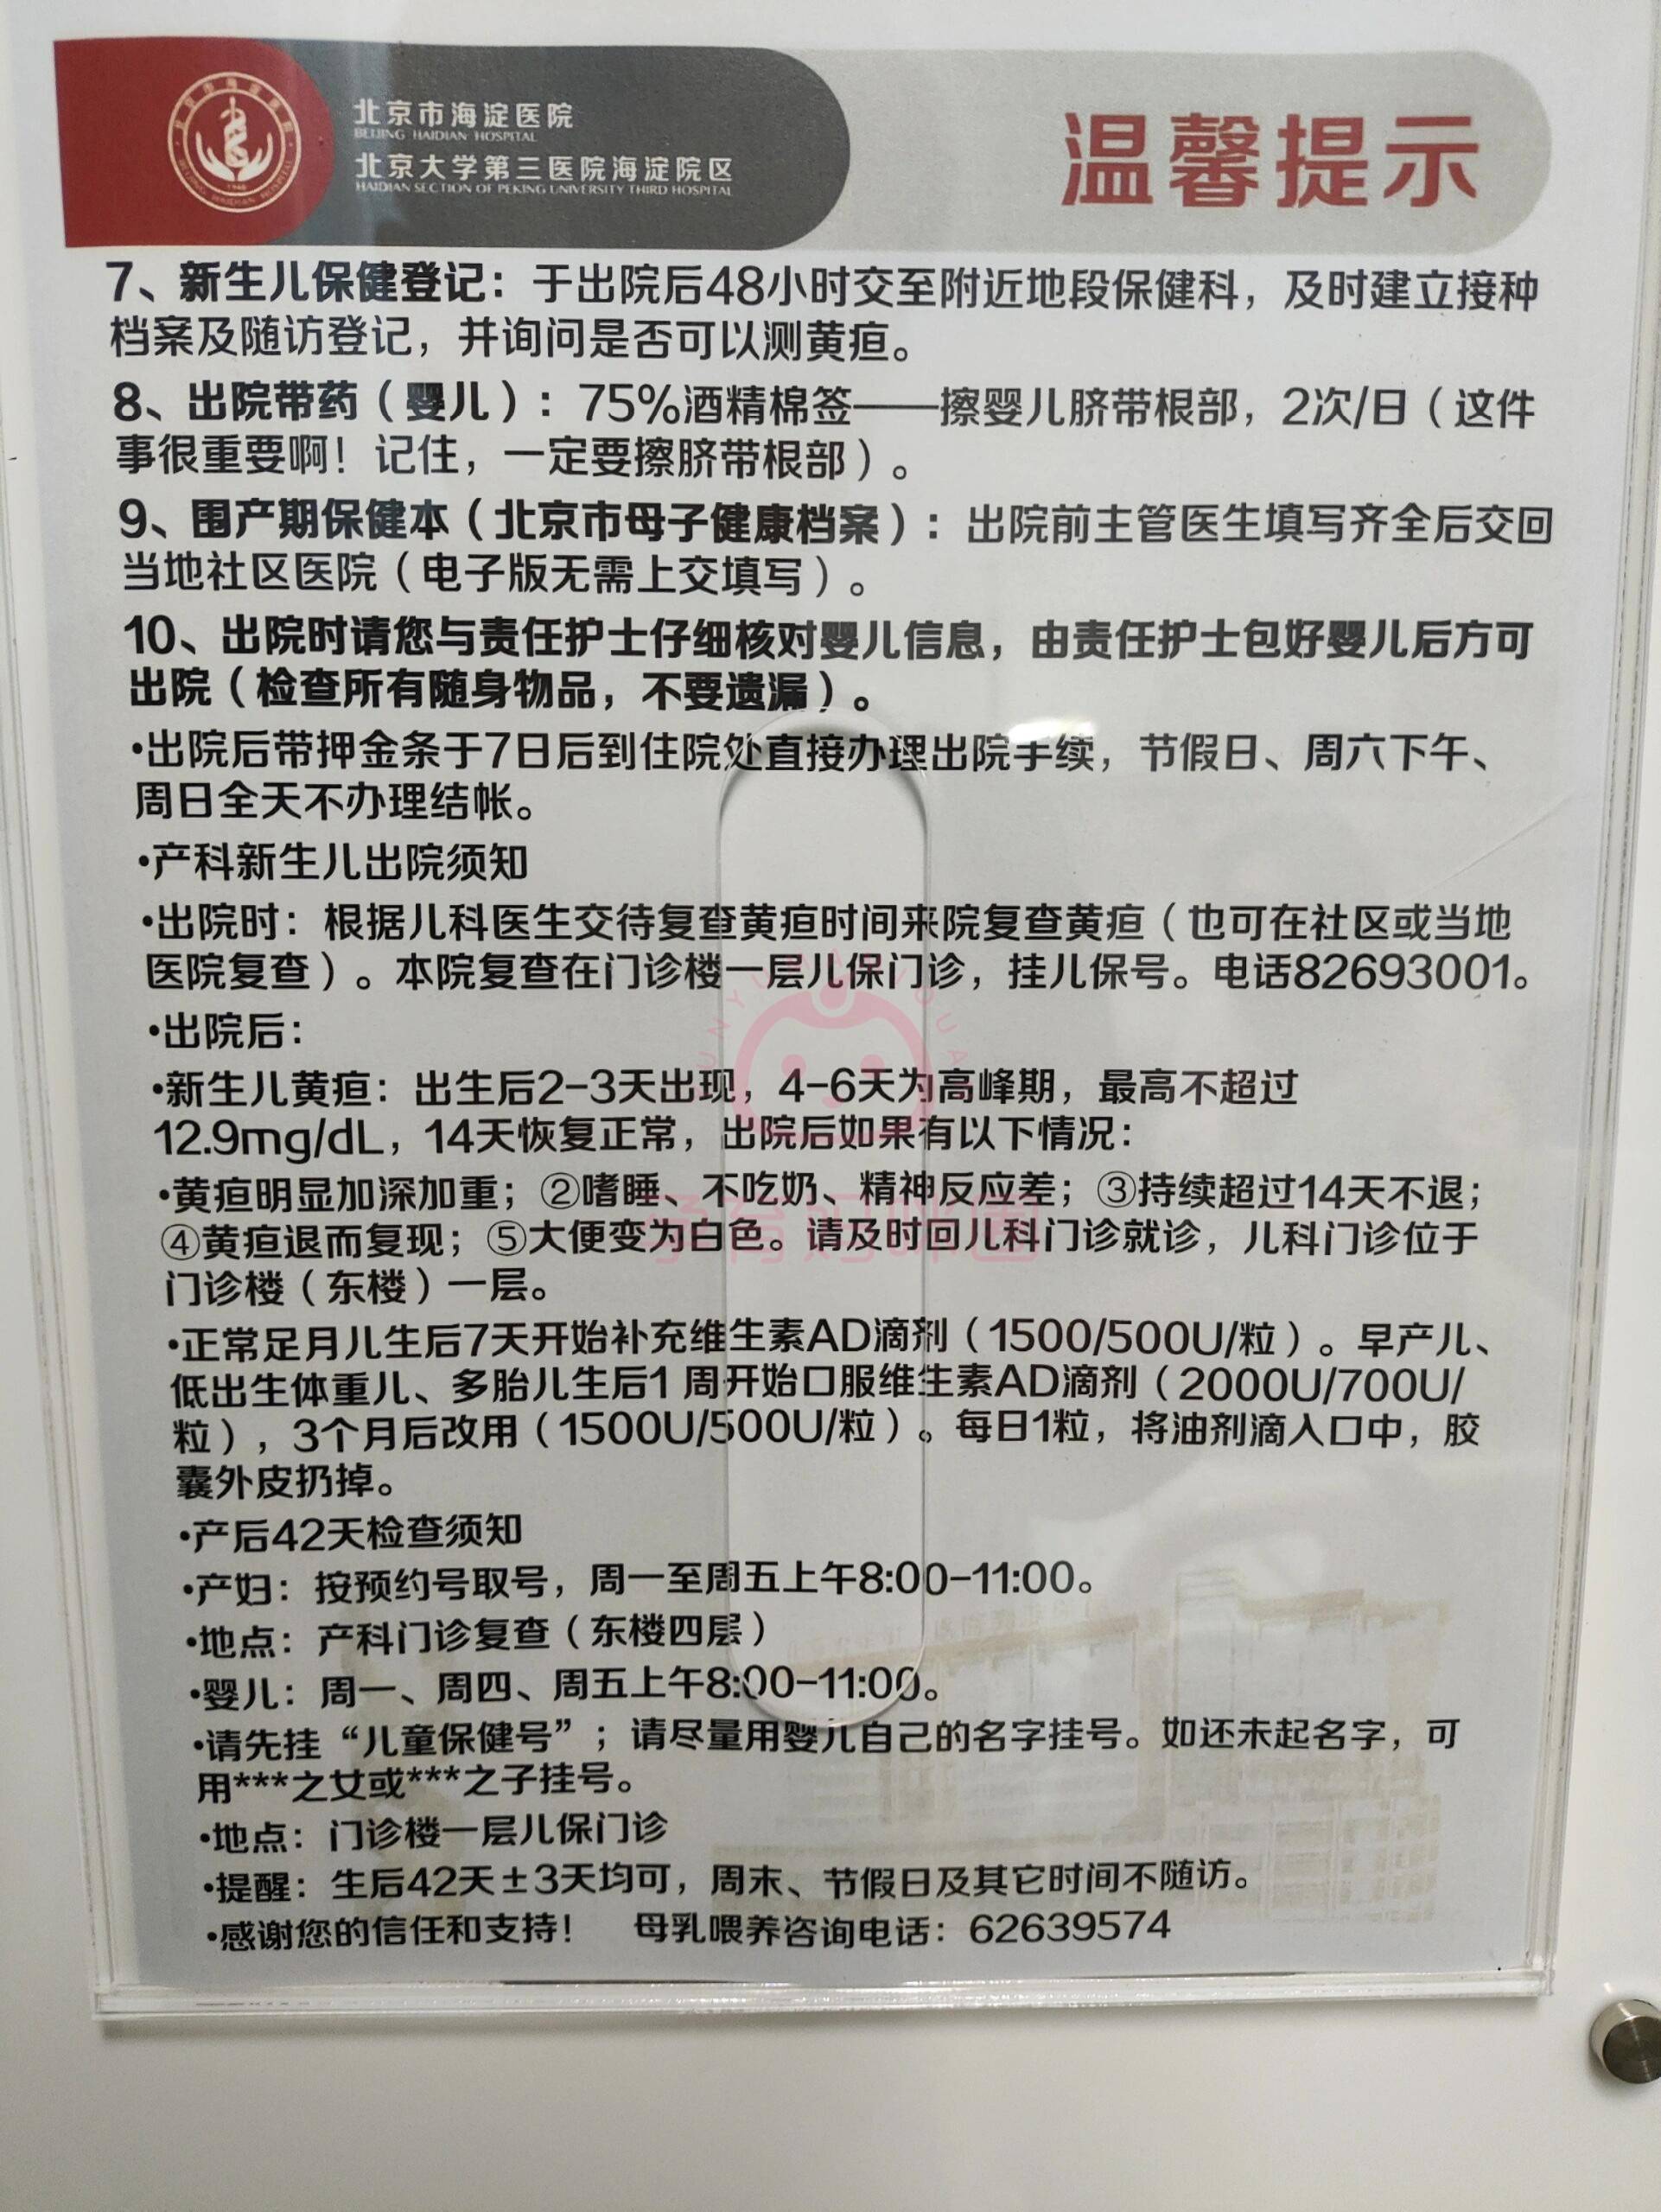 北京市海淀医院
BEIJING HAIDIAN HOSPITAL
北京大学第三医院海淀院区
HAIDIAN SECTION OF PEKING UNIVERSITY THIRD HOSPITAL
温馨提示
7、新生儿保健登记：于出院后48小时交至附近地段保健科，及时建立接种
档案及随访登记，并询问是否可以测黄疸。
8、出院带药（婴儿）：75%酒精棉签——擦婴儿脐带根部，2次/日（这件
事很重要啊！记住，一定要擦脐带根部）。
9、围产期保健本（北京市母子健康档案）：出院前主管医生填写齐全后交回
当地社区医院（电子版无需上交填写）。
10、出院时请您与责任护士仔细核对婴儿信息，由责任护士包好婴儿后方可
出院（检查所有随身物品，不要遗漏）。
•出院后带押金条于7日后到住院处直接办理出院手续，节假日、周六下午、
周日全天不办理结帐。
•产科新生儿出院须知
•出院时：根据儿科医生交待复查黄疸时间来院复查黄疸（也可在社区或当地
医院复查）。本院复查在门诊楼一层儿保门诊，挂儿保号。电话82693001。
•出院后：
•新生儿黄疸：出生后2-3天出现，4-6天为高峰期，最高不超过
12.9mg/dL，14天恢复正常，出院后如果有以下情况：
•黄疸明显加深加重；②嗜睡、不吃奶、精神反应差；③持续超过14天不退；
④黄疸退而复现；⑤大便变为白色。请及时回儿科门诊就诊，儿科门诊位于
门诊楼（东楼）一层。
•正常足月儿生后7天开始补充维生素AD滴剂（1500/500U/粒）。早产儿、
低出生体重儿、多胎儿生后1周开始口服维生素AD滴剂（2000U/700U/
粒），3个月后改用（1500U/500U/粒）。每日1粒，将油剂滴入口中，胶
囊外皮扔掉。
•产后42天检查须知
•产妇：按预约号取号，周一至周五上午8:00-11:00。
•地点：产科门诊复查（东楼四层）
•婴儿：周一、周四、周五上午8:00-11:00。
•请先挂“儿童保健号”；请尽量用婴儿自己的名字挂号。如还未起名字，可
用***之女或***之子挂号。
•地点：门诊楼一层儿保门诊
•提醒：生后42天±3天均可，周末、节假日及其它时间不随访。
•感谢您的信任和支持！ 母乳喂养咨询电话：62639574
孕育妈咪圈